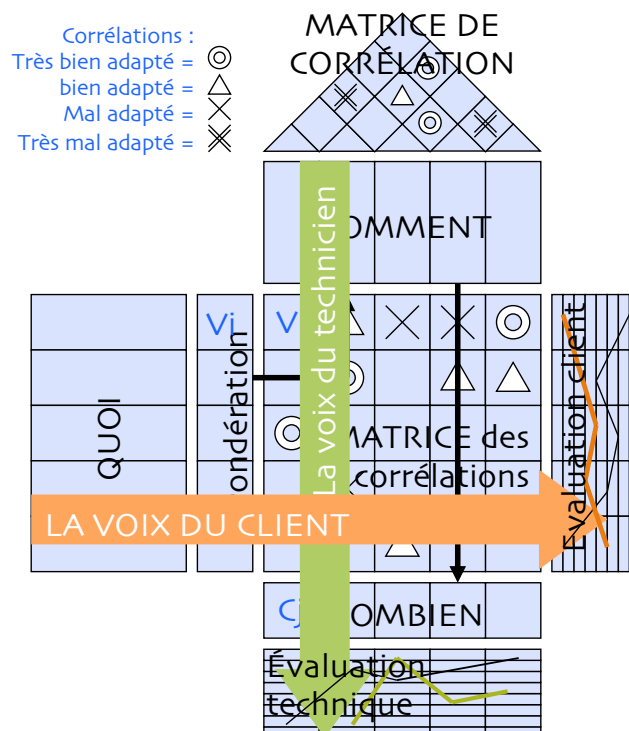 MATRICE DE
CORRÉLATION
Corrélations :
Très bien adapté =
bien adapté =
Mal adapté =
Très mal adapté =
OMMENT
La voix du technicien
Vi
V
QUOI
ondération
MATRICE des
corrélations
Évaluation client
LA VOIX DU CLIENT
Cj
OMBIEN
Évaluation
technique